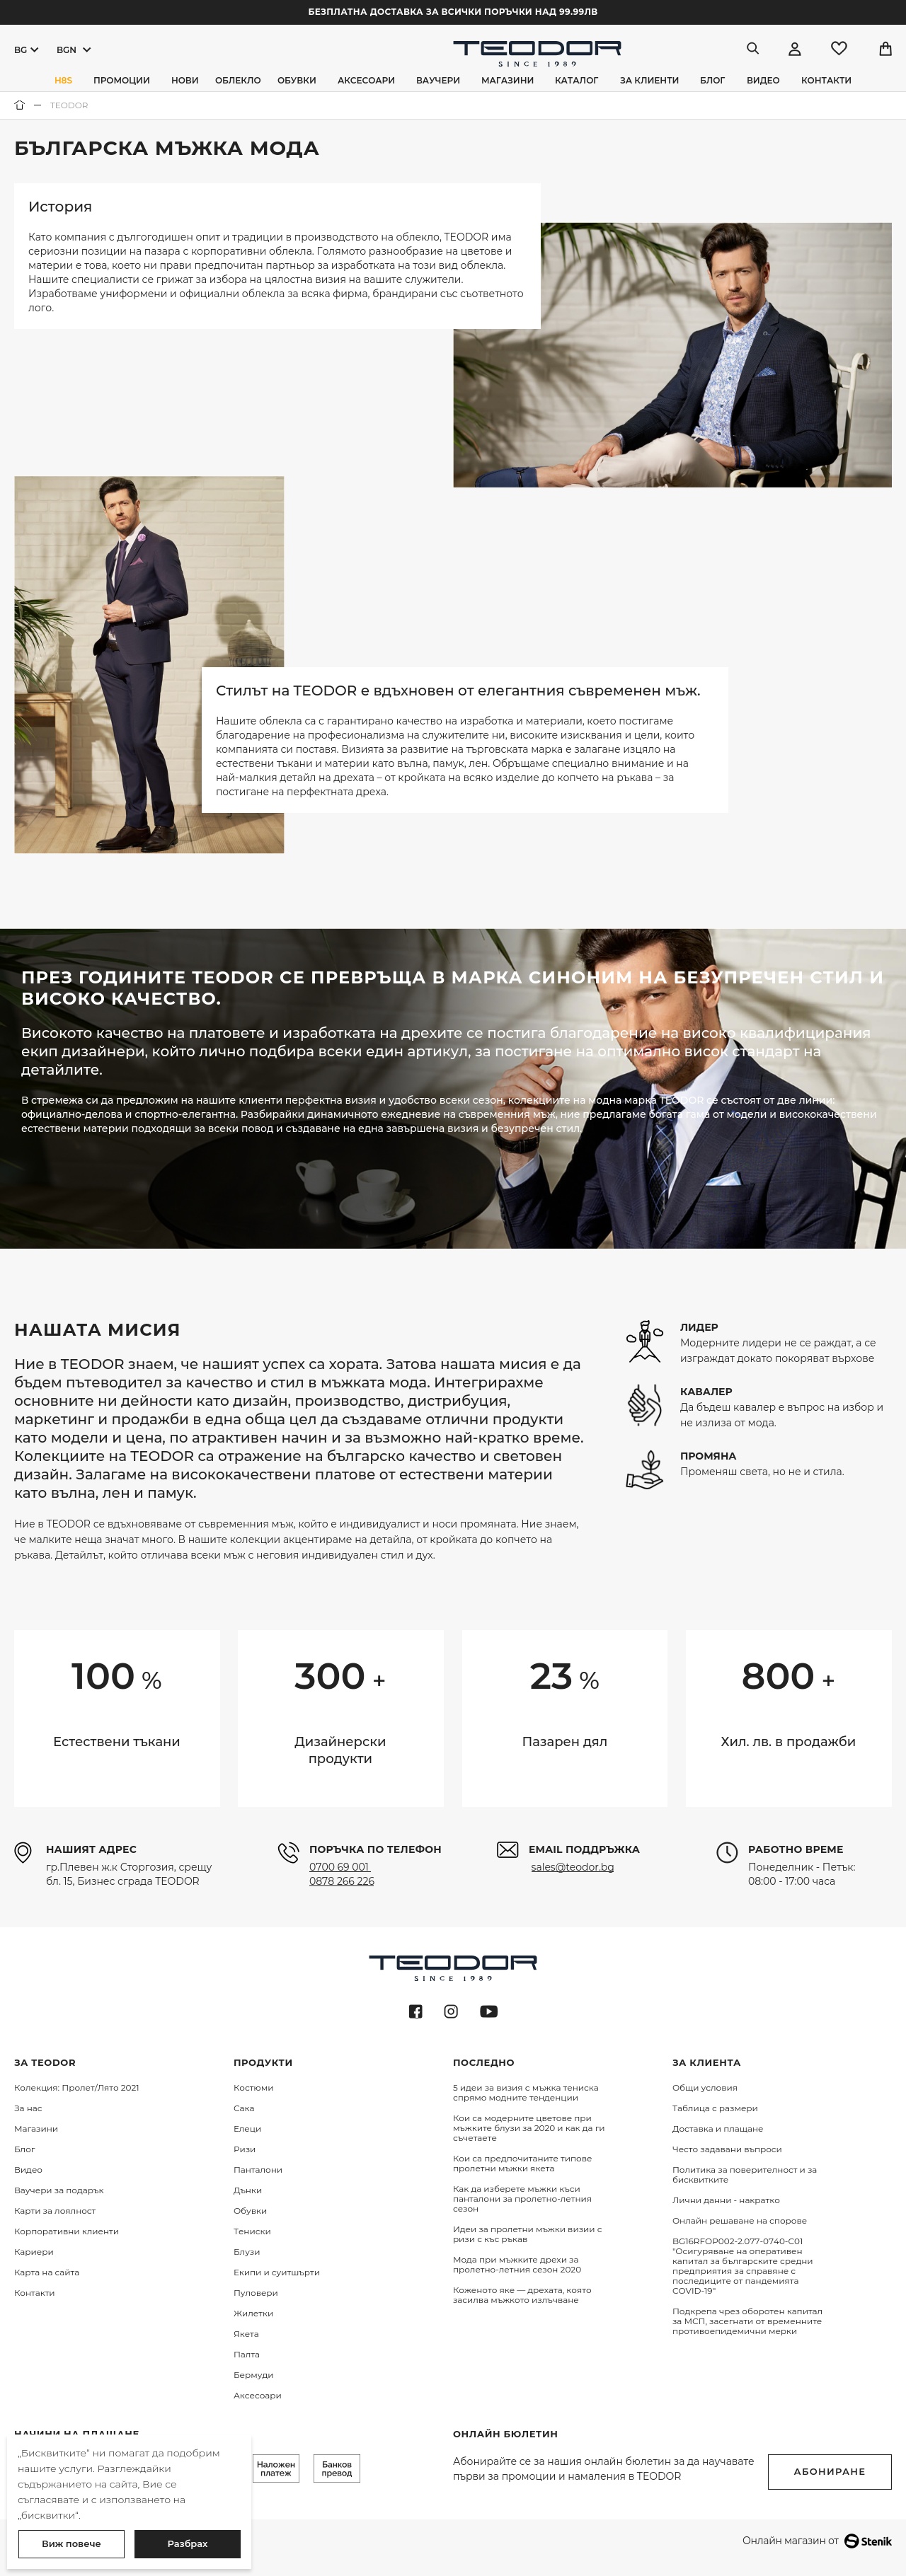 БЕЗПЛАТНА ДОСТАВКА ЗА ВСИЧКИ ПОРЪЧКИ НАД 99.99ЛВ
BG BGN
TEODOR
SINCE 1989
H8S ПРОМОЦИИ НОВИ ОБЛЕКЛО ОБУВКИ АКСЕСОАРИ ВАУЧЕРИ МАГАЗИНИ КАТАЛОГ ЗА КЛИЕНТИ БЛОГ ВИДЕО КОНТАКТИ
TEODOR
БЪЛГАРСКА МЪЖКА МОДА
История
Като компания с дългогодишен опит и традиции в производството на облекло, TEODOR има
сериозни позиции на пазара с корпоративни облекла. Голямото разнообразие на цветове и
материи е това, което ни прави предпочитан партньор за изработката на този вид облекла.
Нашите специалисти се грижат за избора на цялостна визия на вашите служители.
Изработваме униформени и официални облекла за всяка фирма, брандирани със съответното
лого.
Стилът на TEODOR е вдъхновен от елегантния съвременен мъж.
Нашите облекла са с гарантирано качество на изработка и материали, което постигаме
благодарение на професионализма на служителите ни, високите изисквания и цели, които
компанията си поставя. Визията за развитие на търговската марка е залагане изцяло на
естествени тъкани и материи като вълна, памук, лен. Обръщаме специално внимание и на
най-малкия детайл на дрехата – от кройката на всяко изделие до копчето на ръкава – за
постигане на перфектната дреха.
ПРЕЗ ГОДИНИТЕ TEODOR СЕ ПРЕВРЪЩА В МАРКА СИНОНИМ НА БЕЗУПРЕЧЕН СТИЛ И
ВИСОКО КАЧЕСТВО.
Високото качество на платовете и изработката на дрехите се постига благодарение на високо квалифицирания
екип дизайнери, който лично подбира всеки един артикул, за постигане на оптимално висок стандарт на
детайлите.
В стремежа си да предложим на нашите клиенти перфектна визия и удобство всеки сезон, колекциите на модна марка TEODOR се състоят от две линии:
официално-делова и спортно-елегантна. Разбирайки динамичното ежедневие на съвременния мъж, ние предлагаме богата гама от модели и висококачествени
естествени материи подходящи за всеки повод и създаване на една завършена визия и безупречен стил.
НАШАТА МИСИЯ
Ние в TEODOR знаем, че нашият успех са хората. Затова нашата мисия е да
бъдем пътеводител за качество и стил в мъжката мода. Интегрирахме
основните ни дейности като дизайн, производство, дистрибуция,
маркетинг и продажби в една обща цел да създаваме отлични продукти
като модели и цена, по атрактивен начин и за възможно най-кратко време.
Колекциите на TEODOR са отражение на българско качество и световен
дизайн. Залагаме на висококачествени платове от естествени материи
като вълна, лен и памук.
Ние в TEODOR се вдъхновяваме от съвременния мъж, който е индивидуалист и носи промяната. Ние знаем,
че малките неща значат много. В нашите колекции акцентираме на детайла, от кройката до копчето на
ръкава. Детайлът, който отличава всеки мъж с неговия индивидуален стил и дух.
ЛИДЕР
Модерните лидери не се раждат, а се
изграждат докато покоряват върхове
КАВАЛЕР
Да бъдеш кавалер е въпрос на избор и
не излиза от мода.
ПРОМЯНА
Променяш света, но не и стила.
100 %
Естествени тъкани
300 +
Дизайнерски
продукти
23 %
Пазарен дял
800 +
Хил. лв. в продажби
НАШИЯТ АДРЕС
гр.Плевен ж.к Сторгозия, срещу
бл. 15, Бизнес сграда TEODOR
ПОРЪЧКА ПО ТЕЛЕФОН
0700 69 001
0878 266 226
EMAIL ПОДДРЪЖКА
sales@teodor.bg
РАБОТНО ВРЕМЕ
Понеделник - Петък:
08:00 - 17:00 часа
TEODOR
SINCE 1989
ЗА TEODOR
Колекция: Пролет/Лято 2021
За нас
Магазини
Блог
Видео
Ваучери за подарък
Карти за лоялност
Корпоративни клиенти
Кариери
Карта на сайта
Контакти
ПРОДУКТИ
Костюми
Сака
Елеци
Ризи
Панталони
Дънки
Обувки
Тениски
Блузи
Екипи и суитшърти
Пуловери
Жилетки
Якета
Палта
Бермуди
Аксесоари
ПОСЛЕДНО
5 идеи за визия с мъжка тениска
спрямо модните тенденции
Кои са модерните цветове при
мъжките блузи за 2020 и как да ги
съчетаете
Кои са предпочитаните типове
пролетни мъжки якета
Как да изберете мъжки къси
панталони за пролетно-летния
сезон
Идеи за пролетни мъжки визии с
ризи с къс ръкав
Мода при мъжките дрехи за
пролетно-летния сезон 2020
Коженото яке — дрехата, която
засилва мъжкото излъчване
ЗА КЛИЕНТА
Общи условия
Таблица с размери
Доставка и плащане
Често задавани въпроси
Политика за поверителност и за
бисквитките
Лични данни - накратко
Онлайн решаване на спорове
BG16RFOP002-2.077-0740-C01
"Осигуряване на оперативен
капитал за българските средни
предприятия за справяне с
последиците от пандемията
COVID-19"
Подкрепа чрез оборотен капитал
за МСП, засегнати от временните
противоепидемични мерки
НАЧИНИ НА ПЛАЩАНЕ
Наложен
платеж
Банков
превод
ОНЛАЙН БЮЛЕТИН
Абонирайте се за нашия онлайн бюлетин за да научавате
първи за промоции и намаления в TEODOR
АБОНИРАНЕ
„Бисквитките“ ни помагат да подобрим
нашите услуги. Разглеждайки
съдържанието на сайта, Вие се
съгласявате и с използването на
„бисквитки“.
Виж повече
Разбрах
Онлайн магазин от Stenik